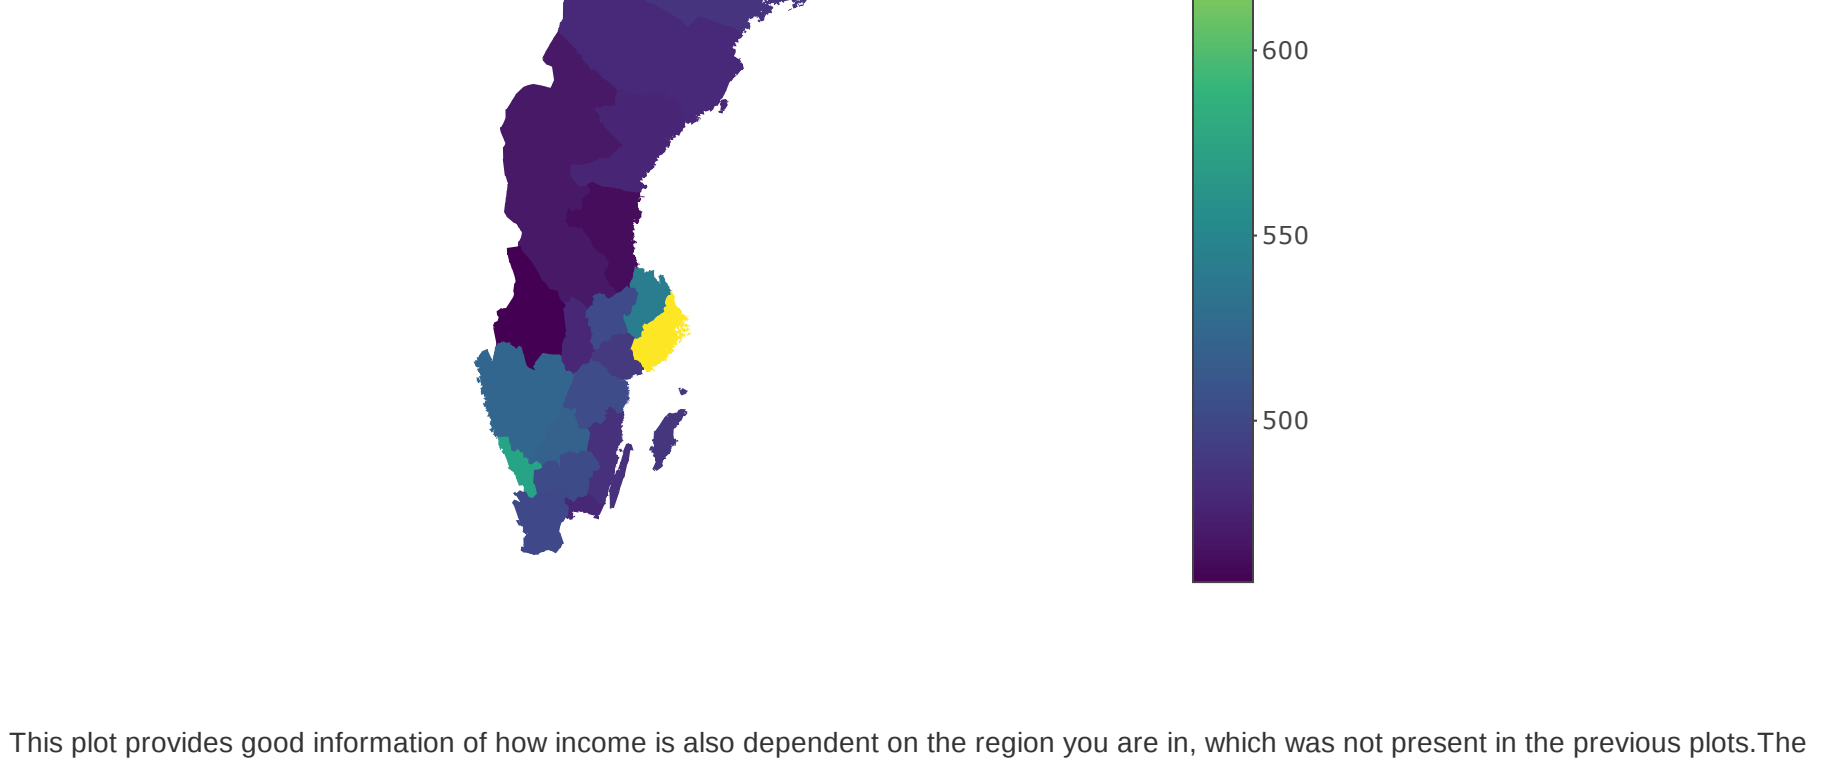 600
550
500
This plot provides good information of how income is also dependent on the region you are in, which was not present in the previous plots.The